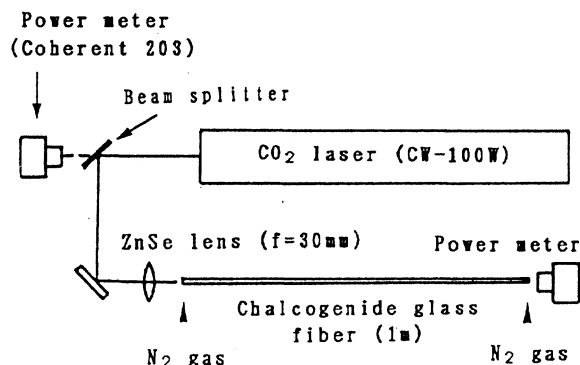 Power meter
(Coherent 203)
Beam splitter
CO₂ laser (CW-100W)
ZnSe lens (f=30mm)
Power meter
Chalcogenide glass
fiber (1m)
N₂ gas
N₂ gas